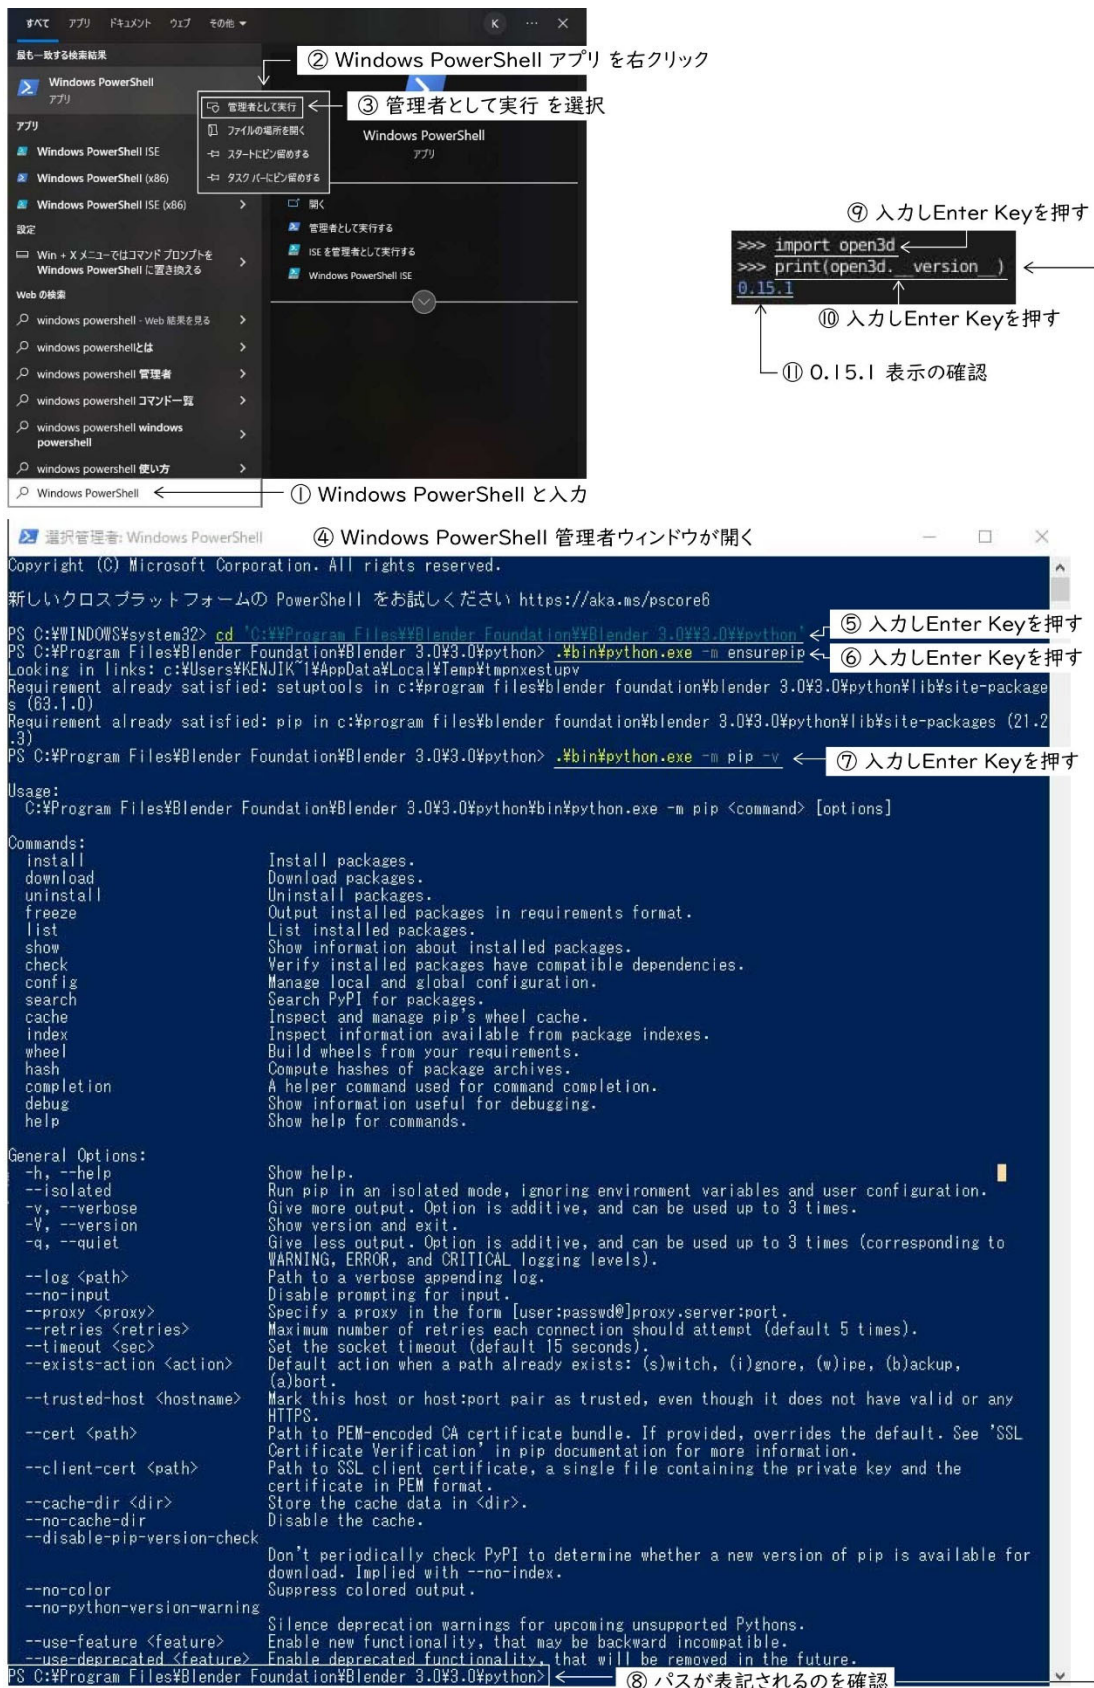 すべて アプリ ドキュメント ウェブ その他 ▼ K … ×
最も一致する検索結果
② Windows PowerShell アプリ を右クリック
Windows PowerShell
アプリ
管理者として実行
③ 管理者として実行 を選択
ファイルの場所を開く
スタートにピン留めする
タスク バーにピン留めする
Windows PowerShell
アプリ
アプリ
Windows PowerShell ISE
Windows PowerShell (x86)
Windows PowerShell ISE (x86)
設定
Win + X メニューではコマンド プロンプトを
Windows PowerShell に置き換える
Web の検索
windows powershell - Web 結果を見る
windows powershellとは
windows powershell 管理者
windows powershell コマンド一覧
windows powershell windows
powershell
windows powershell 使い方
Windows PowerShell
① Windows PowerShell と入力
開く
管理者として実行する
ISE を管理者として実行する
Windows PowerShell ISE
⑨ 入力しEnter Keyを押す
>>> import open3d
>>> print(open3d.__version__)
0.15.1
⑩ 入力しEnter Keyを押す
⑪ 0.15.1 表示の確認
選択管理者: Windows PowerShell
④ Windows PowerShell 管理者ウィンドウが開く
Copyright (C) Microsoft Corporation. All rights reserved.
新しいクロスプラットフォームの PowerShell をお試しください https://aka.ms/pscore6
PS C:¥WINDOWS¥system32> cd 'C:¥¥Program Files¥¥Blender Foundation¥¥Blender 3.0¥¥3.0¥¥python'
⑤ 入力しEnter Keyを押す
PS C:¥Program Files¥Blender Foundation¥Blender 3.0¥3.0¥python> .¥bin¥python.exe -m ensurepip
⑥ 入力しEnter Keyを押す
Looking in links: c:¥Users¥KENJIK~1¥AppData¥Local¥Temp¥tmpnxestupv
Requirement already satisfied: setuptools in c:¥program files¥blender foundation¥blender 3.0¥3.0¥python¥lib¥site-package
s (63.1.0)
Requirement already satisfied: pip in c:¥program files¥blender foundation¥blender 3.0¥3.0¥python¥lib¥site-packages (21.2
.3)
PS C:¥Program Files¥Blender Foundation¥Blender 3.0¥3.0¥python> .¥bin¥python.exe -m pip -v
⑦ 入力しEnter Keyを押す
Usage:
C:¥Program Files¥Blender Foundation¥Blender 3.0¥3.0¥python¥bin¥python.exe -m pip <command> [options]
Commands:
install Install packages.
download Download packages.
uninstall Uninstall packages.
freeze Output installed packages in requirements format.
list List installed packages.
show Show information about installed packages.
check Verify installed packages have compatible dependencies.
config Manage local and global configuration.
search Search PyPI for packages.
cache Inspect and manage pip's wheel cache.
index Inspect information available from package indexes.
wheel Build wheels from your requirements.
hash Compute hashes of package archives.
completion A helper command used for command completion.
debug Show information useful for debugging.
help Show help for commands.
General Options:
-h, --help Show help.
--isolated Run pip in an isolated mode, ignoring environment variables and user configuration.
-v, --verbose Give more output. Option is additive, and can be used up to 3 times.
-V, --version Show version and exit.
-q, --quiet Give less output. Option is additive, and can be used up to 3 times (corresponding to
WARNING, ERROR, and CRITICAL logging levels).
--log <path> Path to a verbose appending log.
--no-input Disable prompting for input.
--proxy <proxy> Specify a proxy in the form [user:passwd@]proxy.server:port.
--retries <retries> Maximum number of retries each connection should attempt (default 5 times).
--timeout <sec> Set the socket timeout (default 15 seconds).
--exists-action <action> Default action when a path already exists: (s)witch, (i)gnore, (w)ipe, (b)ackup,
(a)bort.
--trusted-host <hostname> Mark this host or host:port pair as trusted, even though it does not have valid or any
HTTPS.
--cert <path> Path to PEM-encoded CA certificate bundle. If provided, overrides the default. See 'SSL
Certificate Verification' in pip documentation for more information.
--client-cert <path> Path to SSL client certificate, a single file containing the private key and the
certificate in PEM format.
--cache-dir <dir> Store the cache data in <dir>.
--no-cache-dir Disable the cache.
--disable-pip-version-check
Don't periodically check PyPI to determine whether a new version of pip is available for
download. Implied with --no-index.
--no-color Suppress colored output.
--no-python-version-warning
Silence deprecation warnings for upcoming unsupported Pythons.
--use-feature <feature> Enable new functionality, that may be backward incompatible.
--use-deprecated <feature> Enable deprecated functionality, that will be removed in the future.
PS C:¥Program Files¥Blender Foundation¥Blender 3.0¥3.0¥python>
⑧ パスが表記されるのを確認